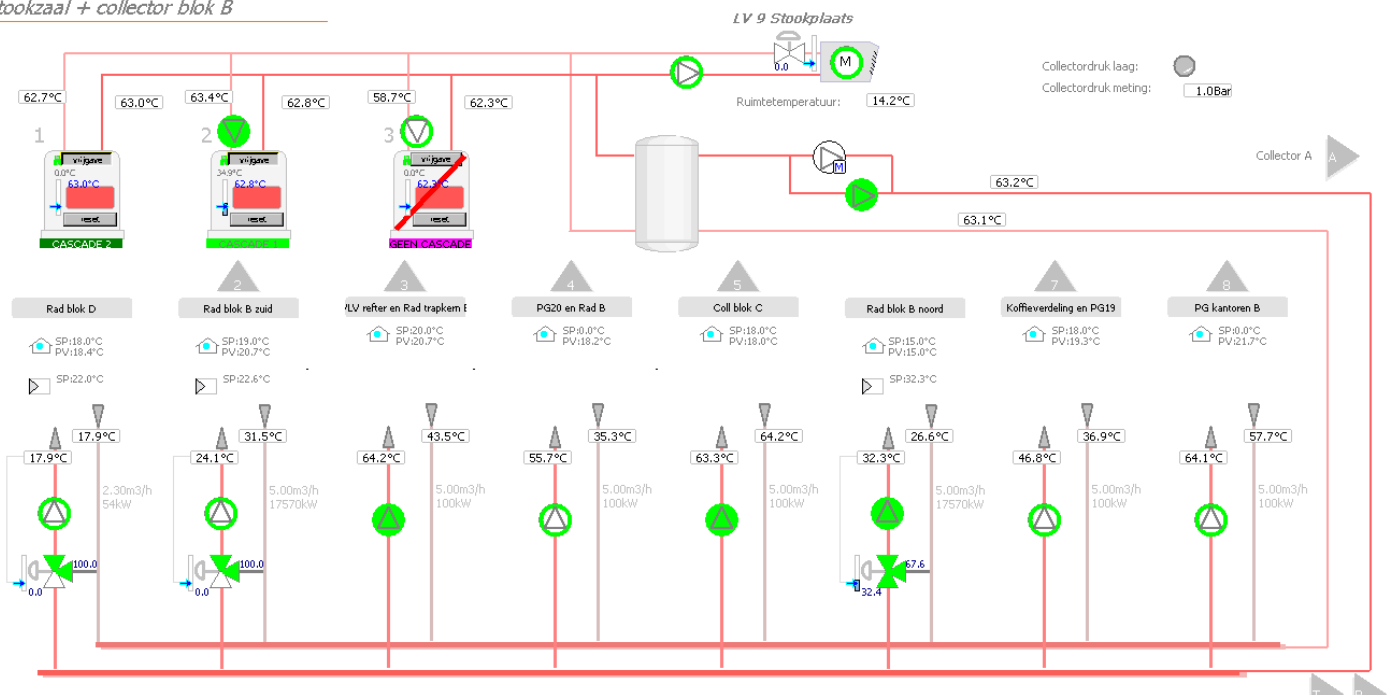 tookzaal + collector blok B
LV 9 Stookplaats
0.0
M
Collectordruk laag:
Collectordruk meting:
1.0Bar
Ruimtetemperatuur:
14.2°C
62.7°C
63.0°C
63.4°C
62.8°C
58.7°C
62.3°C
1
2
3
vrijgave
0.0°C
63.0°C
reset
CASCADE 2
vrijgave
34.9°C
62.8°C
reset
CASCADE 1
vrijgave
0.0°C
62.3°C
reset
GEEN CASCADE
M
Collector A
A
63.2°C
63.1°C
2
3
4
5
7
8
Rad blok D
Rad blok B zuid
VLV refter en Rad trapkern B
PG20 en Rad B
Coll blok C
Rad blok B noord
Koffieverdeling en PG19
PG kantoren B
SP:18.0°C
PV:18.4°C
SP:19.0°C
PV:20.7°C
SP:20.0°C
PV:20.7°C
SP:0.0°C
PV:18.2°C
SP:18.0°C
PV:18.0°C
SP:15.0°C
PV:15.0°C
SP:18.0°C
PV:19.3°C
SP:0.0°C
PV:21.7°C
SP:22.0°C
SP:22.6°C
SP:32.3°C
17.9°C
31.5°C
43.5°C
35.3°C
64.2°C
26.6°C
36.9°C
57.7°C
17.9°C
24.1°C
64.2°C
55.7°C
63.3°C
32.3°C
46.8°C
64.1°C
2.30m3/h
54kW
5.00m3/h
17570kW
5.00m3/h
100kW
5.00m3/h
100kW
5.00m3/h
100kW
5.00m3/h
17570kW
5.00m3/h
100kW
5.00m3/h
100kW
100.0
0.0
100.0
0.0
67.6
32.4